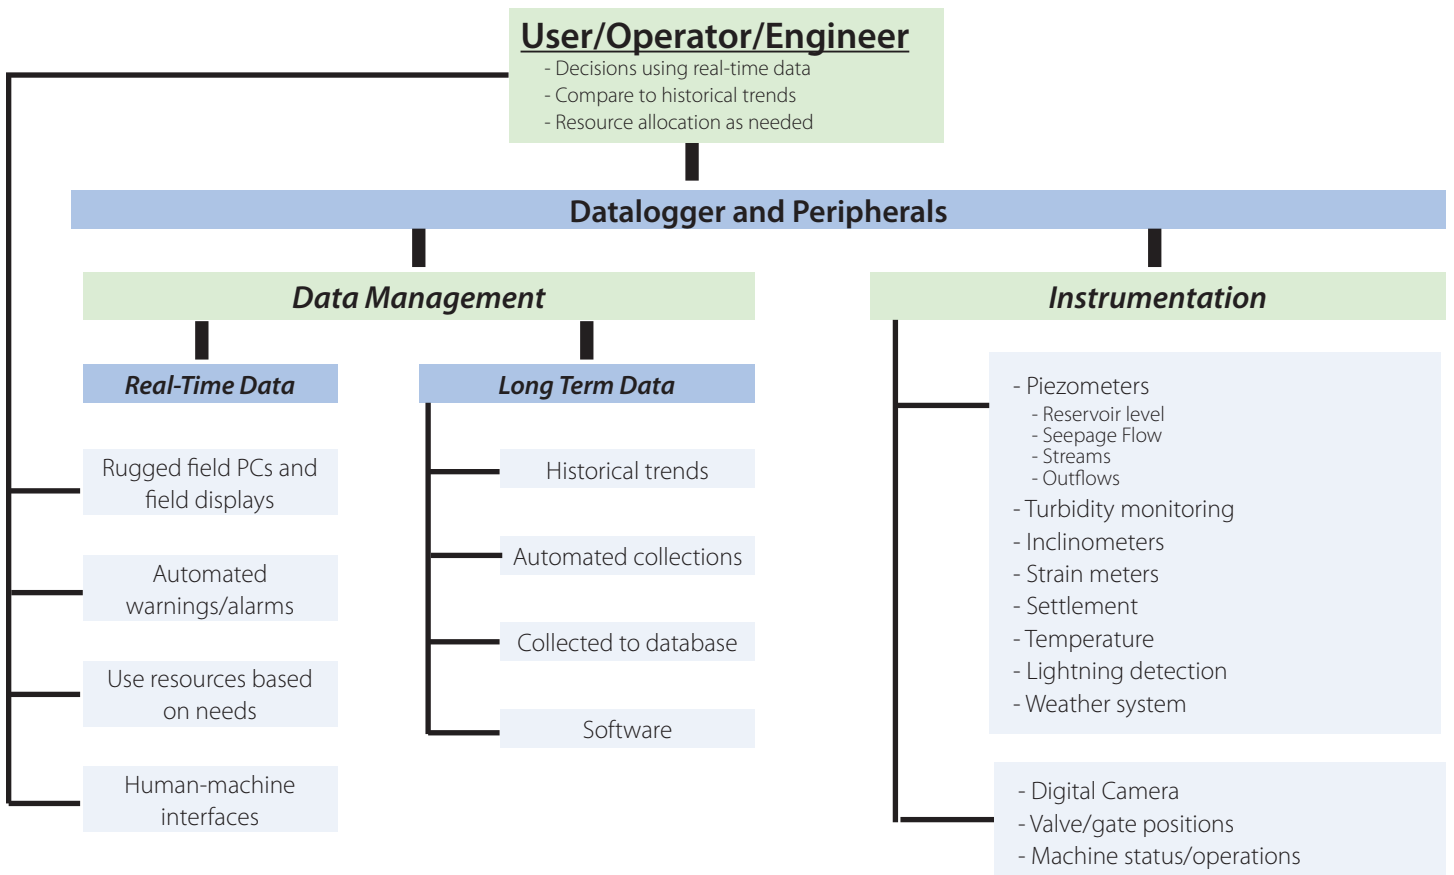 User/Operator/Engineer
- Decisions using real-time data
- Compare to historical trends
- Resource allocation as needed
Datalogger and Peripherals
Data Management
Instrumentation
Real-Time Data
Long Term Data
Rugged field PCs and
field displays
Automated
warnings/alarms
Use resources based
on needs
Human-machine
interfaces
Historical trends
Automated collections
Collected to database
Software
- Piezometers
- Reservoir level
- Seepage Flow
- Streams
- Outflows
- Turbidity monitoring
- Inclinometers
- Strain meters
- Settlement
- Temperature
- Lightning detection
- Weather system
- Digital Camera
- Valve/gate positions
- Machine status/operations